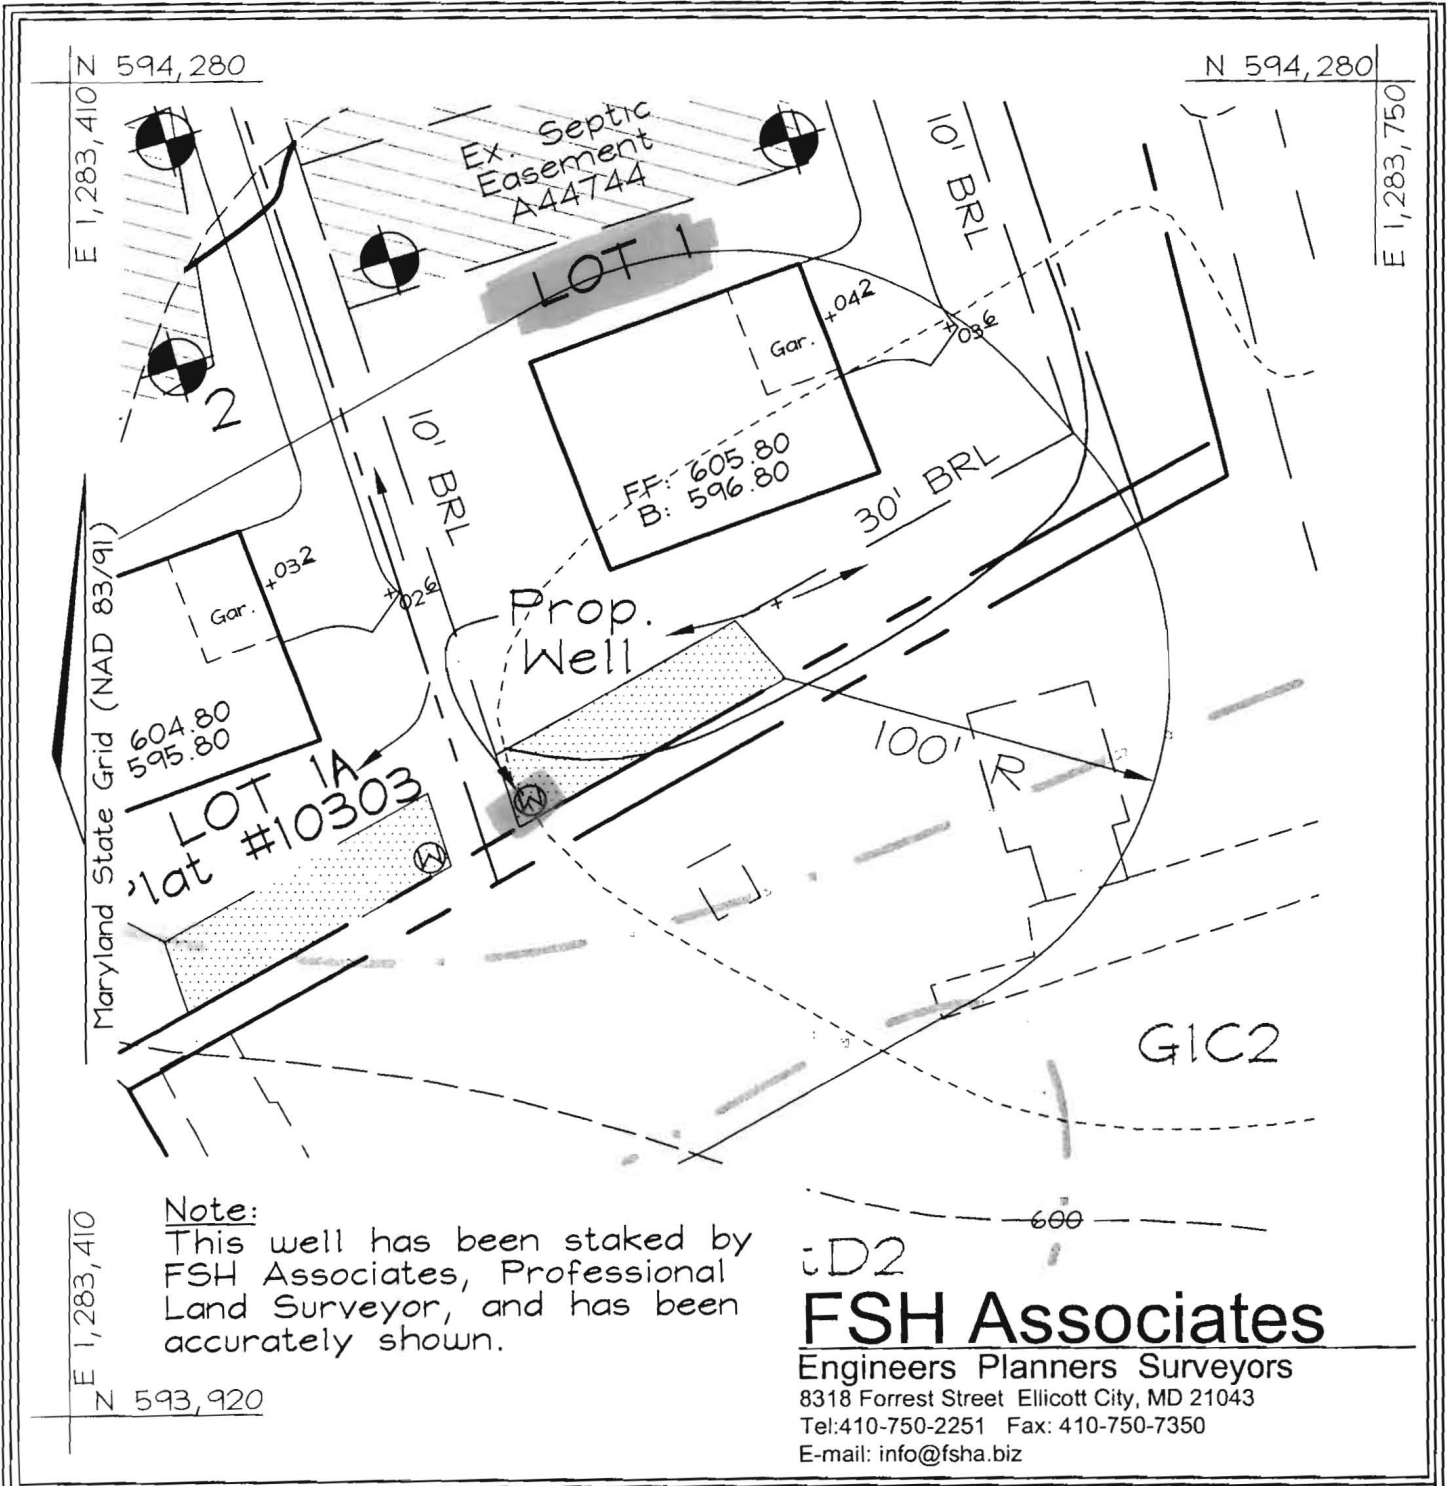 N 594,280
N 594,280
E 1,283,410
E 1,283,750
Ex. Septic
Easement
A44744
LOT 1
10' BRL
+04²
+03⁶
Gar.
2
10' BRL
FF: 605.80
B: 596.80
30' BRL
+03²
+02⁶
Gar.
Prop.
Well
604.80
595.80
LOT 1A
Plat #10303
W
W
100' R
Maryland State Grid (NAD 83/91)
G1C2
600
D2
Note:
This well has been staked by
FSH Associates, Professional
Land Surveyor, and has been
accurately shown.
E 1,283,410
N 593,920
FSH Associates
Engineers Planners Surveyors
8318 Forrest Street Ellicott City, MD 21043
Tel:410-750-2251 Fax: 410-750-7350
E-mail: info@fsha.biz